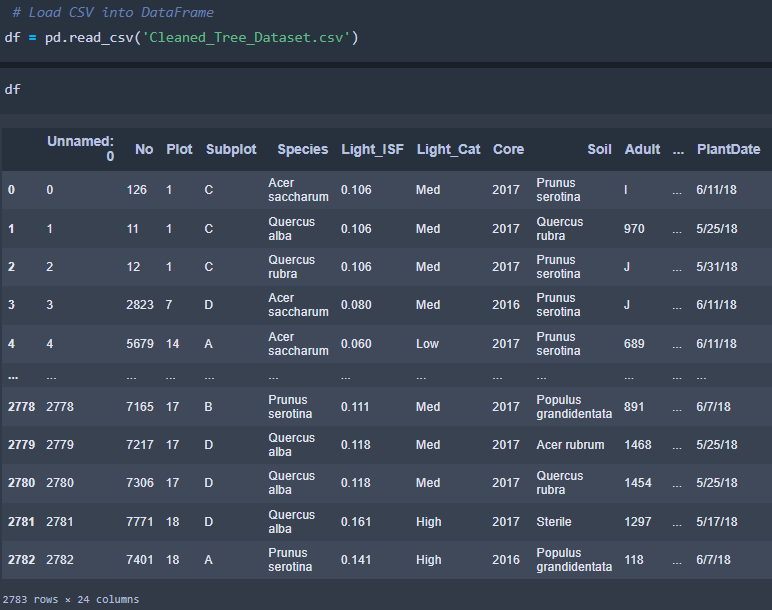 # Load CSV into DataFrame
df = pd.read_csv('Cleaned_Tree_Dataset.csv')
df
Unnamed: 0 No Plot Subplot Species Light_ISF Light_Cat Core Soil Adult ... PlantDate
0 0 126 1 C Acer saccharum 0.106 Med 2017 Prunus serotina I ... 6/11/18
1 1 11 1 C Quercus alba 0.106 Med 2017 Quercus rubra 970 ... 5/25/18
2 2 12 1 C Quercus rubra 0.106 Med 2017 Prunus serotina J ... 5/31/18
3 3 2823 7 D Acer saccharum 0.080 Med 2016 Prunus serotina J ... 6/11/18
4 4 5679 14 A Acer saccharum 0.060 Low 2017 Prunus serotina 689 ... 6/11/18
... ... ... ... ... ... ... ... ... ... ... ... ...
2778 2778 7165 17 B Prunus serotina 0.111 Med 2017 Populus grandidentata 891 ... 6/7/18
2779 2779 7217 17 D Quercus alba 0.118 Med 2017 Acer rubrum 1468 ... 5/25/18
2780 2780 7306 17 D Quercus alba 0.118 Med 2017 Quercus rubra 1454 ... 5/25/18
2781 2781 7771 18 D Quercus alba 0.161 High 2017 Sterile 1297 ... 5/17/18
2782 2782 7401 18 A Prunus serotina 0.141 High 2016 Populus grandidentata 118 ... 6/7/18
2783 rows × 24 columns